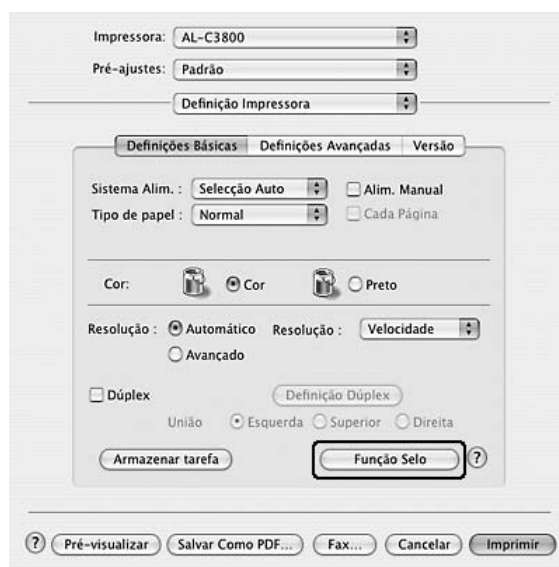 Impressora: AL-C3800
Pré-ajustes: Padrão
Definição Impressora
Definições Básicas Definições Avançadas Versão
Sistema Alim. : Selecção Auto Alim. Manual
Tipo de papel : Normal Cada Página
Cor: Cor Preto
Resolução : Automático Resolução : Velocidade
Avançado
Dúplex Definição Dúplex
União Esquerda Superior Direita
Armazenar tarefa Função Selo ?
? Pré-visualizar Salvar Como PDF... Fax... Cancelar Imprimir